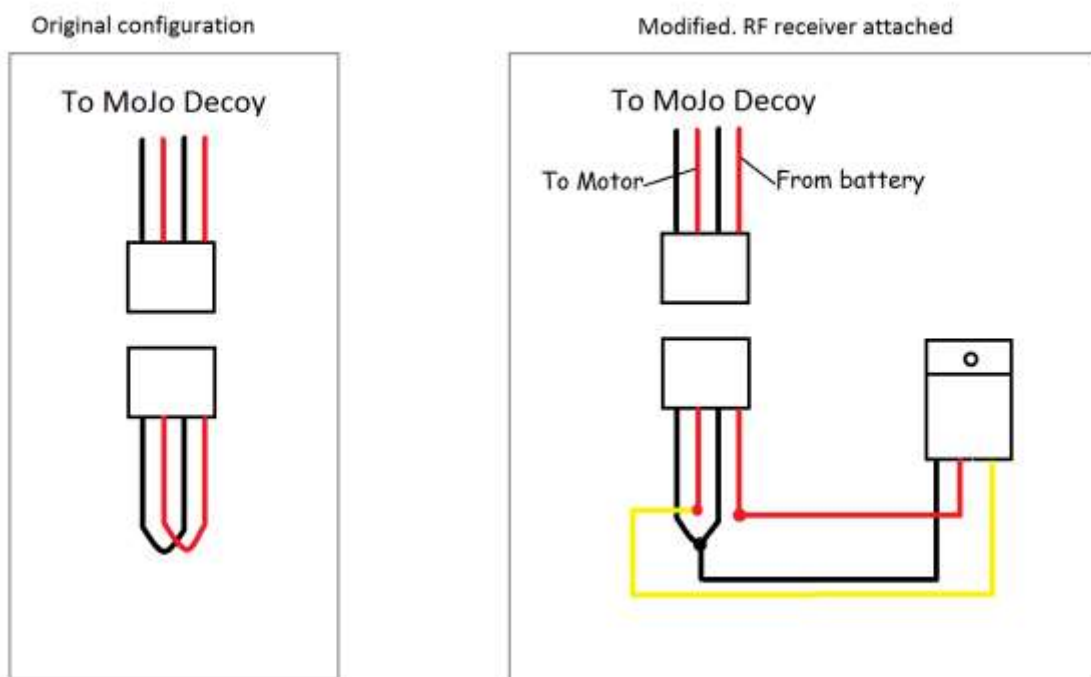 Original configuration
Modified. RF receiver attached
To MoJo Decoy
To MoJo Decoy
To Motor
From battery